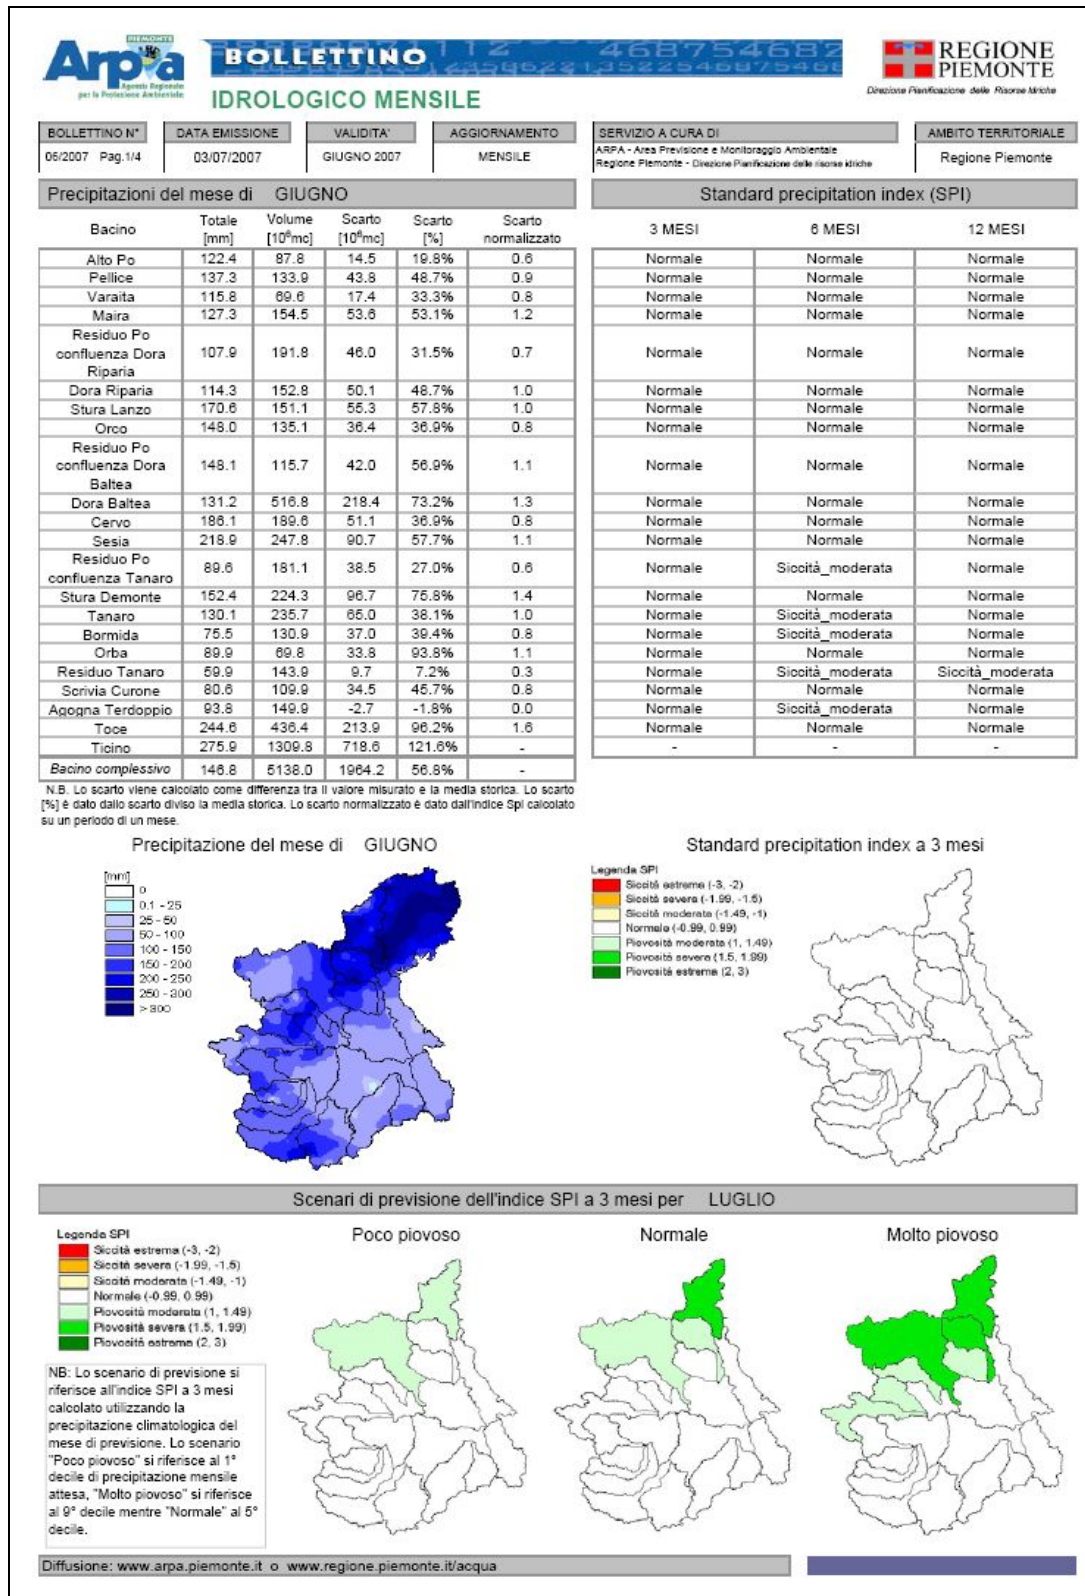 PIEMONTE
Arpa
Agenzia Regionale
per la Protezione Ambientale
BOLLETTINO
IDROLOGICO MENSILE
REGIONE
PIEMONTE
Direzione Pianificazione delle Risorse Idriche
BOLLETTINO N° DATA EMISSIONE VALIDITA' AGGIORNAMENTO SERVIZIO A CURA DI AMBITO TERRITORIALE
06/2007 Pag.1/4 03/07/2007 GIUGNO 2007 MENSILE ARPA - Area Previsione e Monitoraggio Ambientale Regione Piemonte
Regione Piemonte - Direzione Pianificazione delle risorse idriche
Precipitazioni del mese di GIUGNO
Bacino Totale [mm] Volume [10⁶mc] Scarto [10⁶mc] Scarto [%] Scarto normalizzato
Alto Po 122.4 87.8 14.5 19.8% 0.6
Pellice 137.3 133.9 43.8 48.7% 0.9
Varaita 115.8 69.6 17.4 33.3% 0.8
Maira 127.3 154.5 53.6 53.1% 1.2
Residuo Po
confluenza Dora
Riparia 107.9 191.8 46.0 31.5% 0.7
Dora Riparia 114.3 152.8 50.1 48.7% 1.0
Stura Lanzo 170.6 151.1 55.3 57.8% 1.0
Orco 148.0 135.1 36.4 36.9% 0.8
Residuo Po
confluenza Dora
Baltea 148.1 115.7 42.0 56.9% 1.1
Dora Baltea 131.2 516.8 218.4 73.2% 1.3
Cervo 186.1 189.6 51.1 36.9% 0.8
Sesia 218.9 247.8 90.7 57.7% 1.1
Residuo Po
confluenza Tanaro 89.6 181.1 38.5 27.0% 0.6
Stura Demonte 152.4 224.3 96.7 75.8% 1.4
Tanaro 130.1 235.7 65.0 38.1% 1.0
Bormida 75.5 130.9 37.0 39.4% 0.8
Orba 89.9 69.8 33.8 93.8% 1.1
Residuo Tanaro 59.9 143.9 9.7 7.2% 0.3
Scrivia Curone 80.6 109.9 34.5 45.7% 0.8
Agogna Terdoppio 93.8 149.9 -2.7 -1.8% 0.0
Toce 244.6 436.4 213.9 96.2% 1.6
Ticino 275.9 1309.8 718.6 121.6% -
Bacino complessivo 146.8 5138.0 1964.2 56.8% -
Standard precipitation index (SPI)
3 MESI 6 MESI 12 MESI
Normale Normale Normale
Normale Normale Normale
Normale Normale Normale
Normale Normale Normale
Normale Normale Normale
Normale Normale Normale
Normale Normale Normale
Normale Normale Normale
Normale Normale Normale
Normale Normale Normale
Normale Normale Normale
Normale Normale Normale
Normale Siccità_moderata Normale
Normale Normale Normale
Normale Siccità_moderata Normale
Normale Siccità_moderata Normale
Normale Normale Normale
Normale Siccità_moderata Siccità_moderata
Normale Normale Normale
Normale Siccità_moderata Normale
Normale Normale Normale
- - -
N.B. Lo scarto viene calcolato come differenza tra il valore misurato e la media storica. Lo scarto
[%] è dato dallo scarto diviso la media storica. Lo scarto normalizzato è dato dall'indice Spi calcolato
su un periodo di un mese.
Precipitazione del mese di GIUGNO
[mm]
0
0.1 - 25
25 - 50
50 - 100
100 - 150
150 - 200
200 - 250
250 - 300
> 300
Standard precipitation index a 3 mesi
Legenda SPI
Siccità estrema (-3, -2)
Siccità severa (-1.99, -1.5)
Siccità moderata (-1.49, -1)
Normale (-0.99, 0.99)
Piovosità moderata (1, 1.49)
Piovosità severa (1.5, 1.99)
Piovosità estrema (2, 3)
Scenari di previsione dell'indice SPI a 3 mesi per LUGLIO
Legenda SPI
Siccità estrema (-3, -2)
Siccità severa (-1.99, -1.5)
Siccità moderata (-1.49, -1)
Normale (-0.99, 0.99)
Piovosità moderata (1, 1.49)
Piovosità severa (1.5, 1.99)
Piovosità estrema (2, 3)
Poco piovoso Normale Molto piovoso
NB: Lo scenario di previsione si
riferisce all'indice SPI a 3 mesi
calcolato utilizzando la
precipitazione climatologica del
mese di previsione. Lo scenario
"Poco piovoso" si riferisce al 1°
decile di precipitazione mensile
attesa, "Molto piovoso" si riferisce
al 9° decile mentre "Normale" al 5°
decile.
Diffusione: www.arpa.piemonte.it o www.regione.piemonte.it/acqua